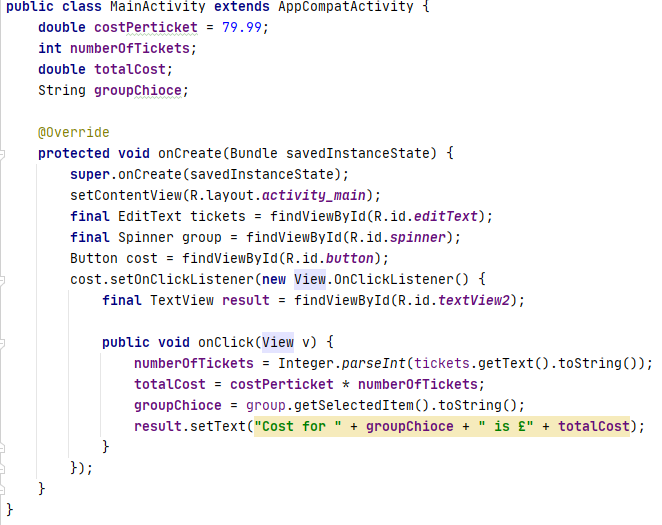 public class MainActivity extends AppCompatActivity {
    double costPerticket = 79.99;
    int numberOfTickets;
    double totalCost;
    String groupChioce;

    @Override
    protected void onCreate(Bundle savedInstanceState) {
        super.onCreate(savedInstanceState);
        setContentView(R.layout.activity_main);
        final EditText tickets = findViewById(R.id.editText);
        final Spinner group = findViewById(R.id.spinner);
        Button cost = findViewById(R.id.button);
        cost.setOnClickListener(new View.OnClickListener() {
            final TextView result = findViewById(R.id.textView2);

            public void onClick(View v) {
                numberOfTickets = Integer.parseInt(tickets.getText().toString());
                totalCost = costPerticket * numberOfTickets;
                groupChioce = group.getSelectedItem().toString();
                result.setText("Cost for " + groupChioce + " is £" + totalCost);
            }
        });
    }
}